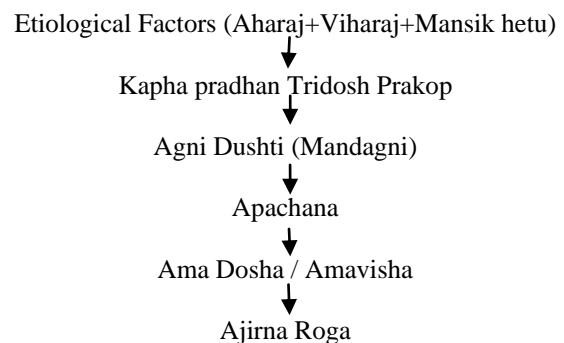 Etiological Factors (Aharaj+Viharaj+Mansik hetu)
Kapha pradhan Tridosh Prakop
Agni Dushti (Mandagni)
Apachana
Ama Dosha / Amavisha
Ajirna Roga